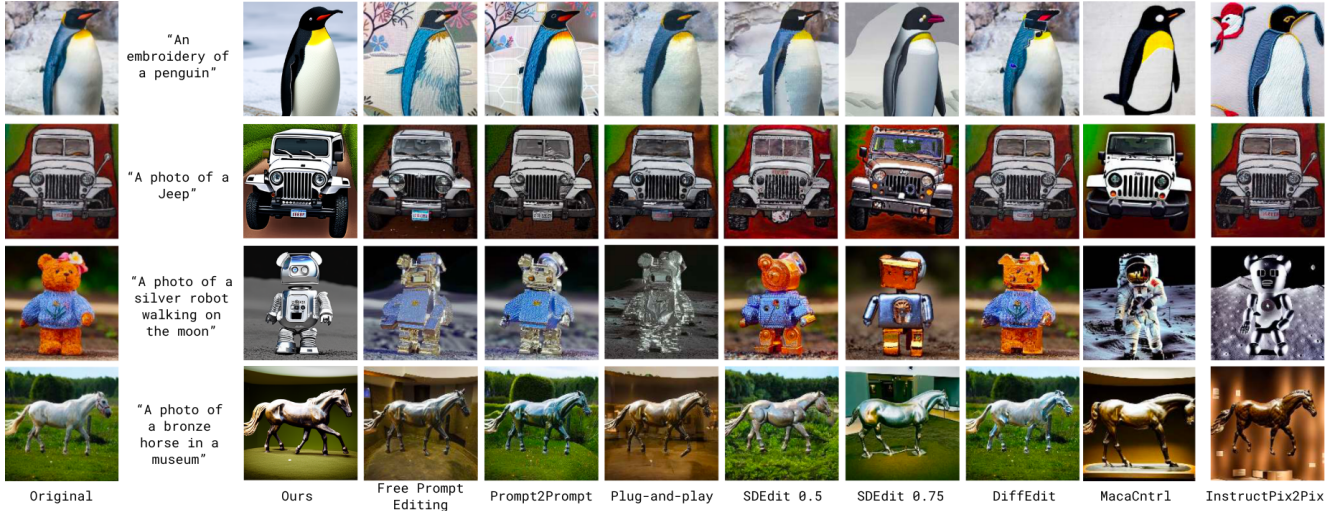 “An
embroidery of
a penguin”
“A photo of a
Jeep”
“A photo of a
silver robot
walking on
the moon”
“A photo of
a bronze
horse in a
museum”
Original
Ours
Free Prompt
Editing
Prompt2Prompt
Plug-and-play
SDEdit 0.5
SDEdit 0.75
DiffEdit
MacaCntrl
InstructPix2Pix